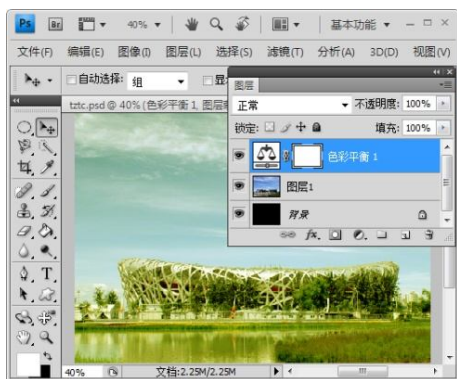 Ps Br 40% 基本功能
文件(F) 编辑(E) 图像(I) 图层(L) 选择(S) 滤镜(T) 分析(A) 3D(D) 视图(V)
自动选择: 组
图层
tztc.psd @ 40% (色彩平衡 1, 图层
正常 不透明度: 100%
锁定: 填充: 100%
色彩平衡 1
图层1
背景
fx
40% 文档:2.25M/2.25M